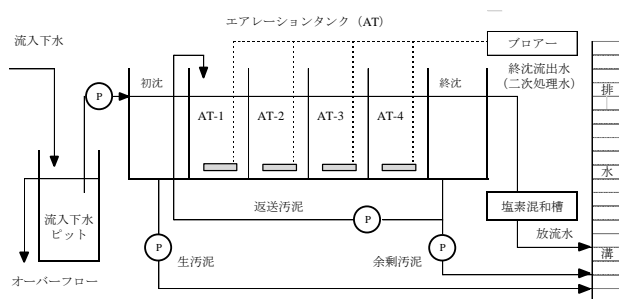 エアレーションタンク（AT）
流入下水
ブロアー
終沈流出水
（二次処理水）
初沈
終沈
P
AT-1
AT-2
AT-3
AT-4
排
水
溝
流入下水
ピット
返送汚泥
P
塩素混和槽
放流水
P
生汚泥
余剰汚泥
P
オーバーフロー